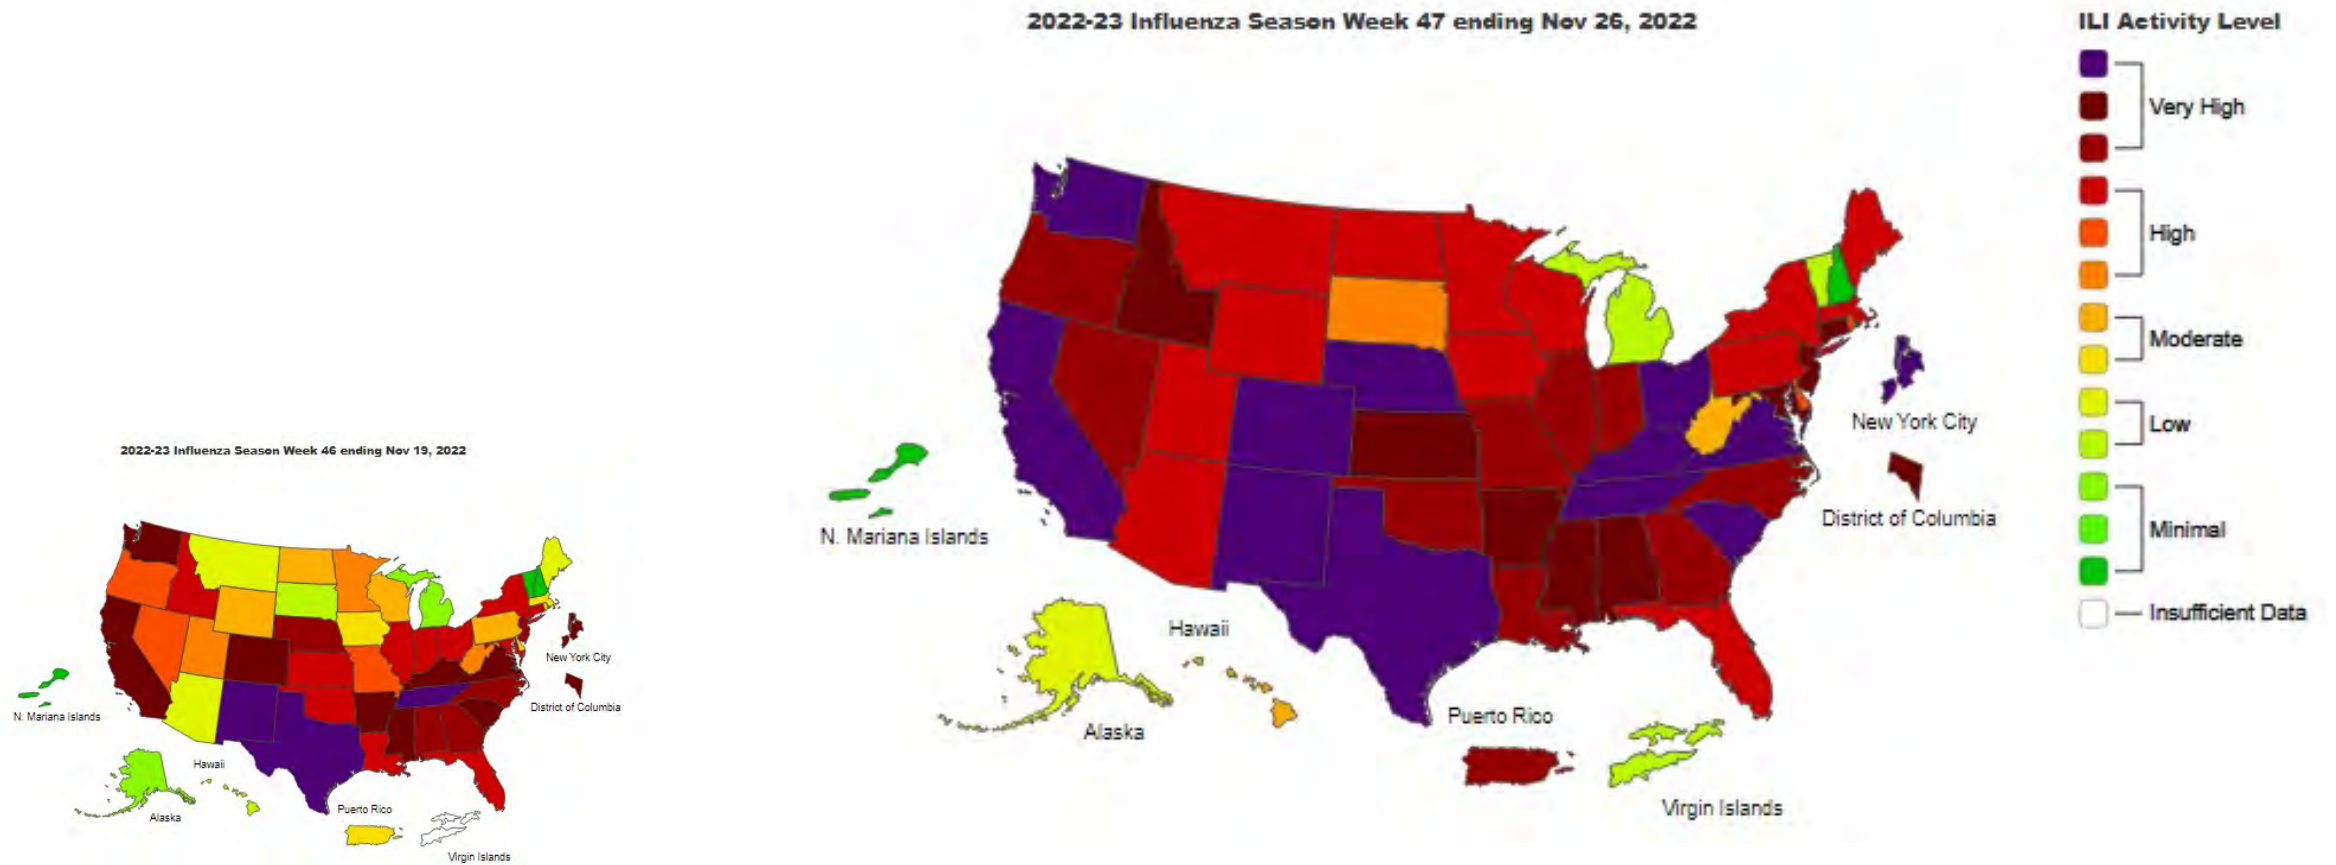 2022-23 Influenza Season Week 46 ending Nov 19, 2022
N. Mariana Islands
Alaska
Hawaii
Puerto Rico
Virgin Islands
New York City
District of Columbia
2022-23 Influenza Season Week 47 ending Nov 26, 2022
N. Mariana Islands
Alaska
Hawaii
Puerto Rico
Virgin Islands
New York City
District of Columbia
ILI Activity Level
Very High
High
Moderate
Low
Minimal
Insufficient Data